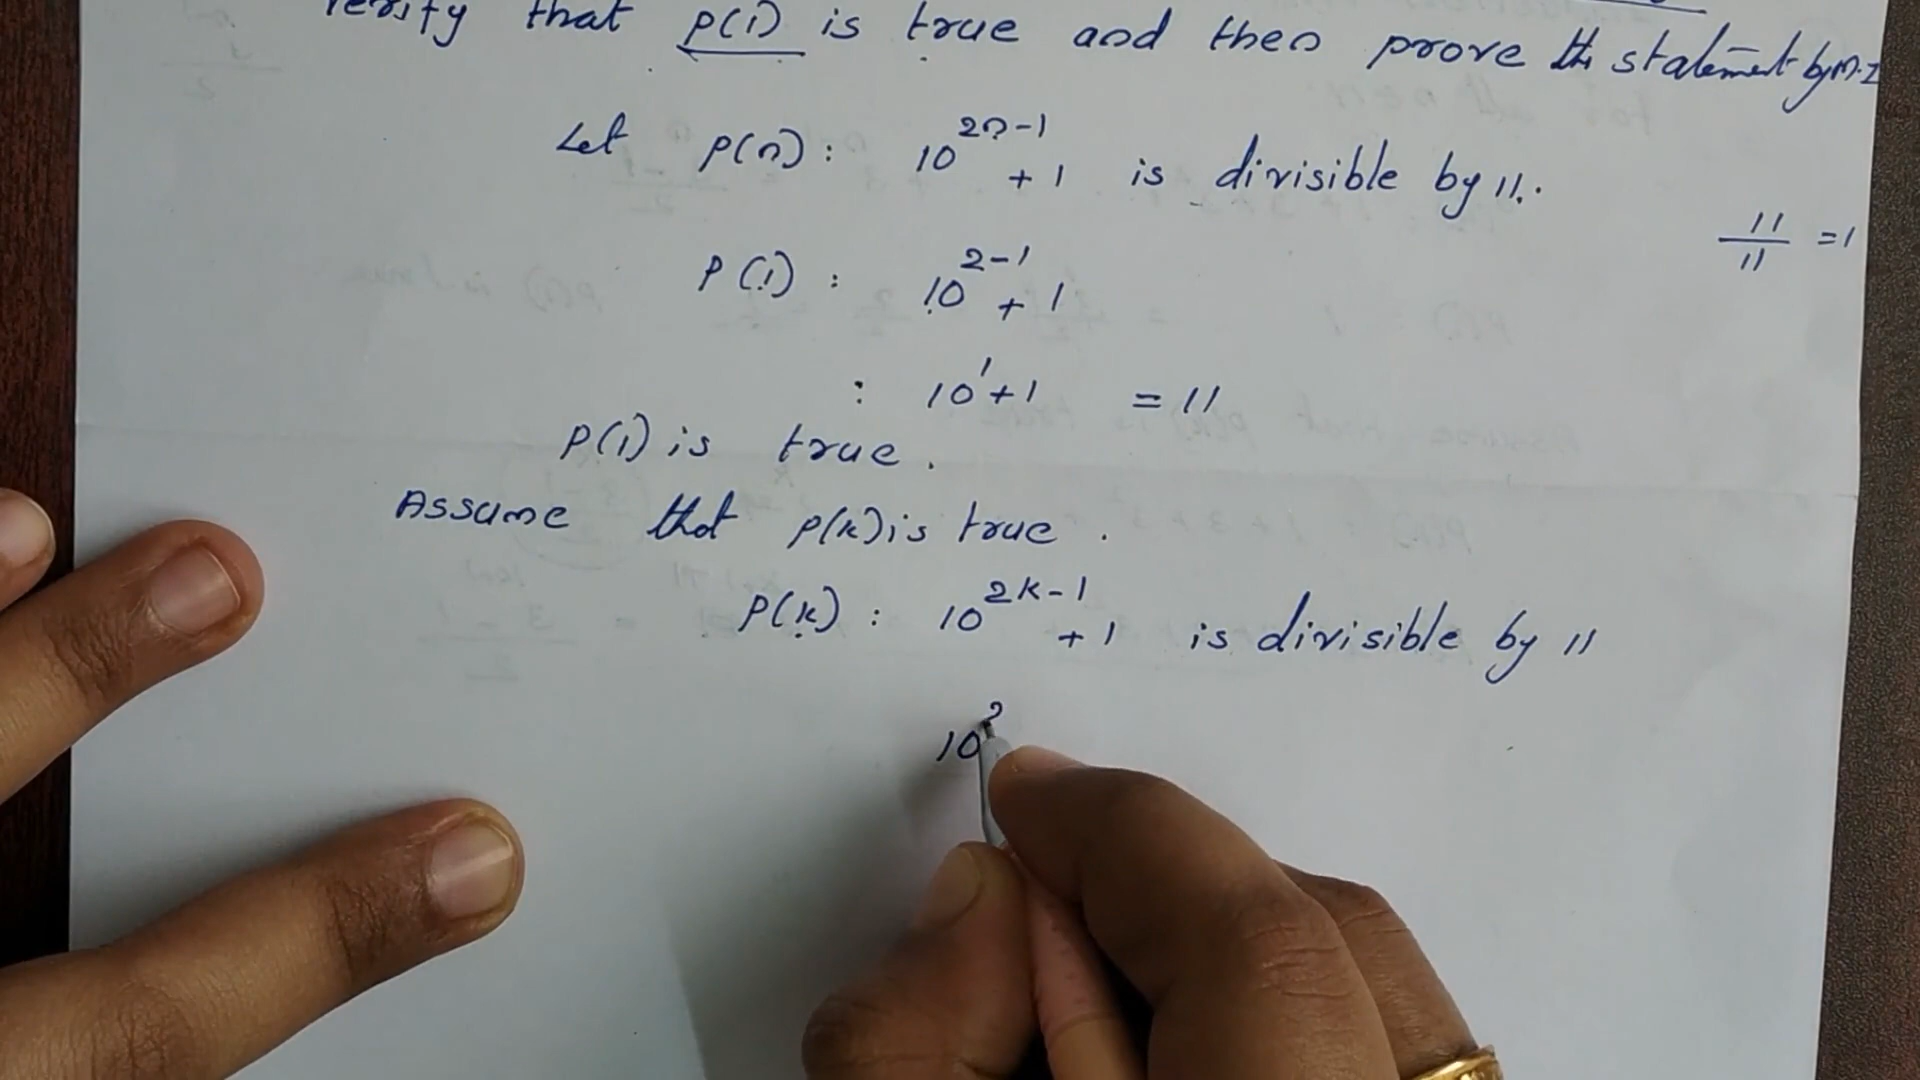 Verify that P(1) is true and then prove the statement by M.I
Let P(n) : 10^{2n-1} + 1 is divisible by 11.
11/11 = 1
P(1) : 10^{2-1} + 1
: 10^1 + 1 = 11
P(1) is true.
Assume that P(k) is true.
P(k) : 10^{2k-1} + 1 is divisible by 11
10^2